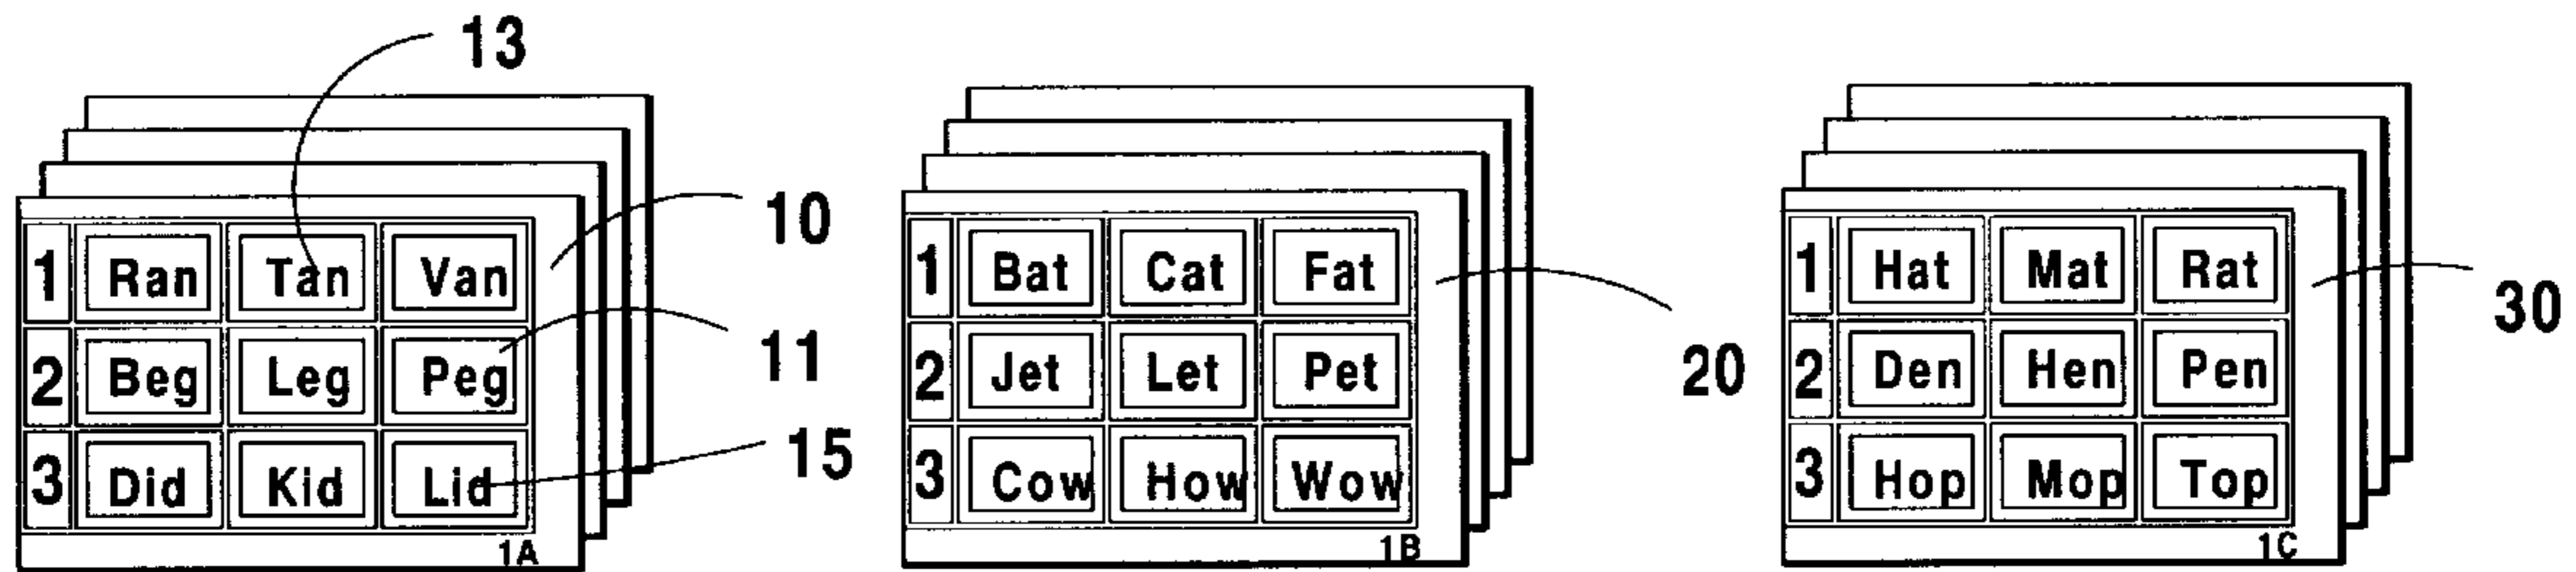 13
10
1 Ran Tan Van
11
2 Beg Leg Peg
15
3 Did Kid Lid
1A
1 Bat Cat Fat
20
2 Jet Let Pet
3 Cow How Wow
1B
1 Hat Mat Rat
30
2 Den Hen Pen
3 Hop Mop Top
1C